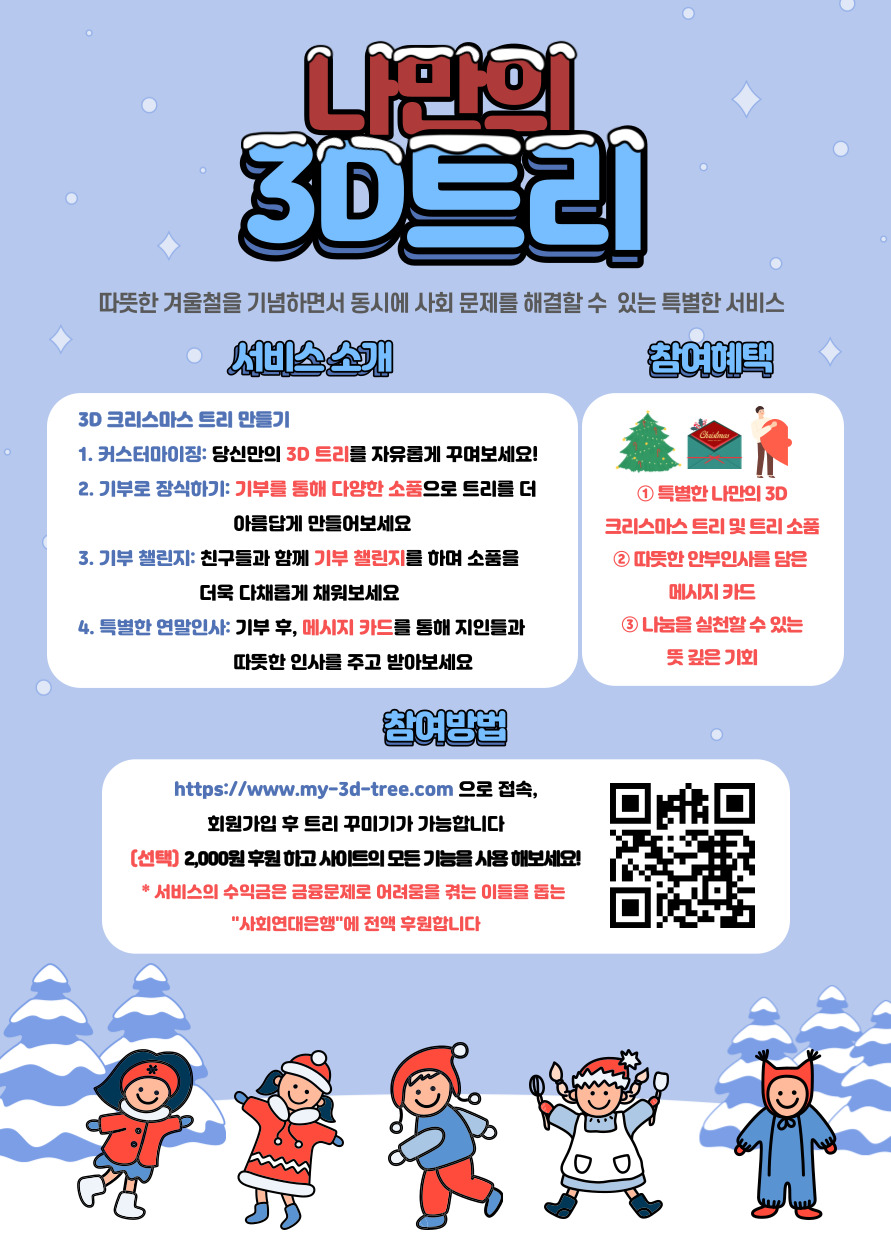 나만의
3D트리
따뜻한 겨울철을 기념하면서 동시에 사회 문제를 해결할 수 있는 특별한 서비스
서비스 소개
3D 크리스마스 트리 만들기
1. 커스터마이징: 당신만의 3D 트리를 자유롭게 꾸며보세요!
2. 기부로 장식하기: 기부를 통해 다양한 소품으로 트리를 더
아름답게 만들어보세요
3. 기부 챌린지: 친구들과 함께 기부 챌린지를 하며 소품을
더욱 다채롭게 채워보세요
4. 특별한 연말인사: 기부 후, 메시지 카드를 통해 지인들과
따뜻한 인사를 주고 받아보세요
참여혜택
Christmas
① 특별한 나만의 3D
크리스마스 트리 및 트리 소품
② 따뜻한 안부인사를 담은
메시지 카드
③ 나눔을 실천할 수 있는
뜻 깊은 기회
참여방법
https://www.my-3d-tree.com 으로 접속,
회원가입 후 트리 꾸미기가 가능합니다
(선택) 2,000원 후원 하고 사이트의 모든 기능을 사용 해보세요!
* 서비스의 수익금은 금융문제로 어려움을 겪는 이들을 돕는
"사회연대은행"에 전액 후원합니다